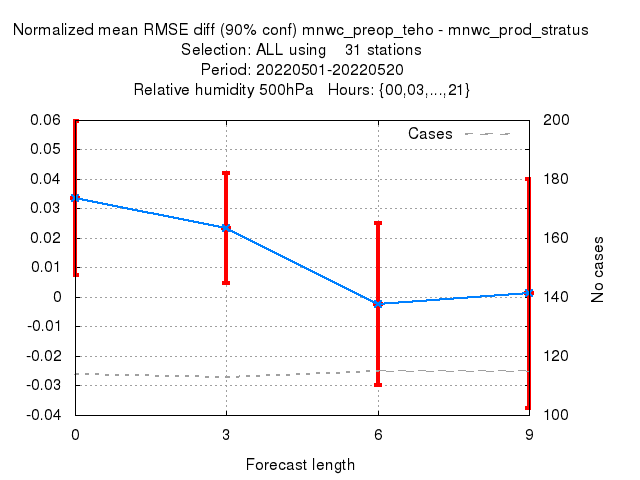 Normalized mean RMSE diff (90% conf) mnwc_preop_teho - mnwc_prod_stratus
Selection: ALL using    31 stations
Period: 20220501-20220520
Relative humidity 500hPa   Hours: {00,03,...,21}
Cases
0.06
0.05
0.04
0.03
0.02
0.01
0
-0.01
-0.02
-0.03
-0.04
200
180
160
140
120
100
No cases
0 3 6 9
Forecast length